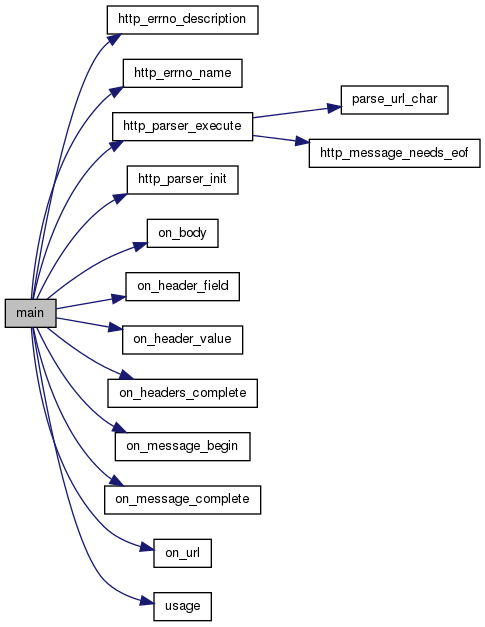 http_errno_description
http_errno_name
http_parser_execute
parse_url_char
http_message_needs_eof
http_parser_init
on_body
on_header_field
main
on_header_value
on_headers_complete
on_message_begin
on_message_complete
on_url
usage